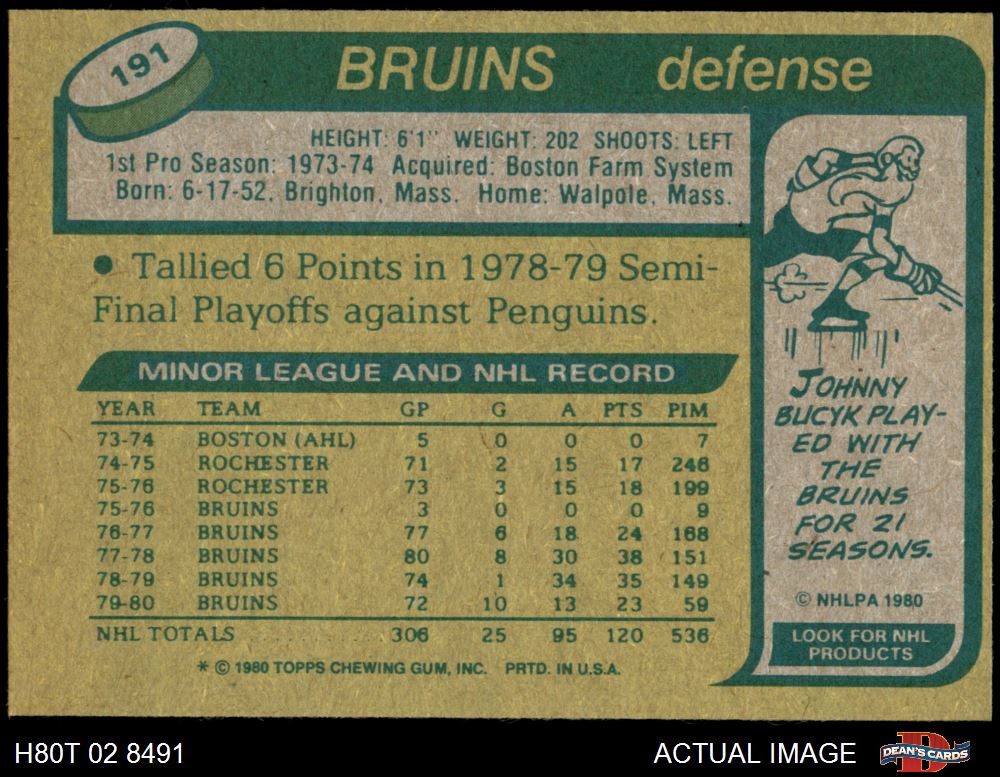 191
BRUINS defense
HEIGHT: 6'1" WEIGHT: 202 SHOOTS: LEFT
1st Pro Season: 1973-74 Acquired: Boston Farm System
Born: 6-17-52, Brighton, Mass. Home: Walpole, Mass.
• Tallied 6 Points in 1978-79 Semi-
Final Playoffs against Penguins.
MINOR LEAGUE AND NHL RECORD
YEAR TEAM GP G A PTS PIM
73-74 BOSTON (AHL) 5 0 0 0 7
74-75 ROCHESTER 71 2 15 17 246
75-76 ROCHESTER 73 3 15 18 199
75-76 BRUINS 3 0 0 0 9
76-77 BRUINS 77 6 18 24 168
77-78 BRUINS 80 8 30 38 151
78-79 BRUINS 74 1 34 35 149
79-80 BRUINS 72 10 13 23 59
NHL TOTALS 306 25 95 120 536
* © 1980 TOPPS CHEWING GUM, INC. PRTD. IN U.S.A.
JOHNNY
BUCYK PLAY-
ED WITH
THE
BRUINS
FOR 21
SEASONS.
© NHLPA 1980
LOOK FOR NHL
PRODUCTS
H80T 02 8491
ACTUAL IMAGE
DEAN'S CARDS